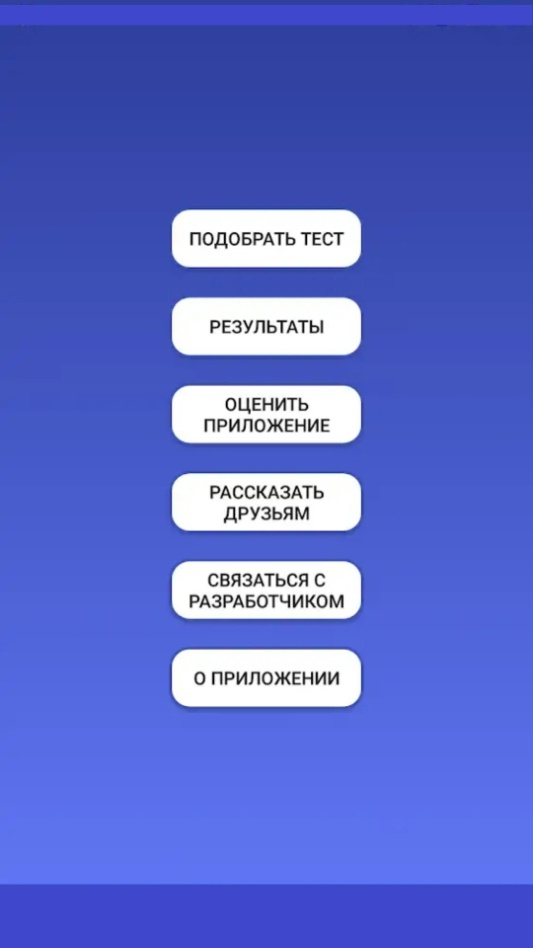 ПОДОБРАТЬ ТЕСТ
РЕЗУЛЬТАТЫ
ОЦЕНИТЬ
ПРИЛОЖЕНИЕ
РАССКАЗАТЬ
ДРУЗЬЯМ
СВЯЗАТЬСЯ С
РАЗРАБОТЧИКОМ
О ПРИЛОЖЕНИИ